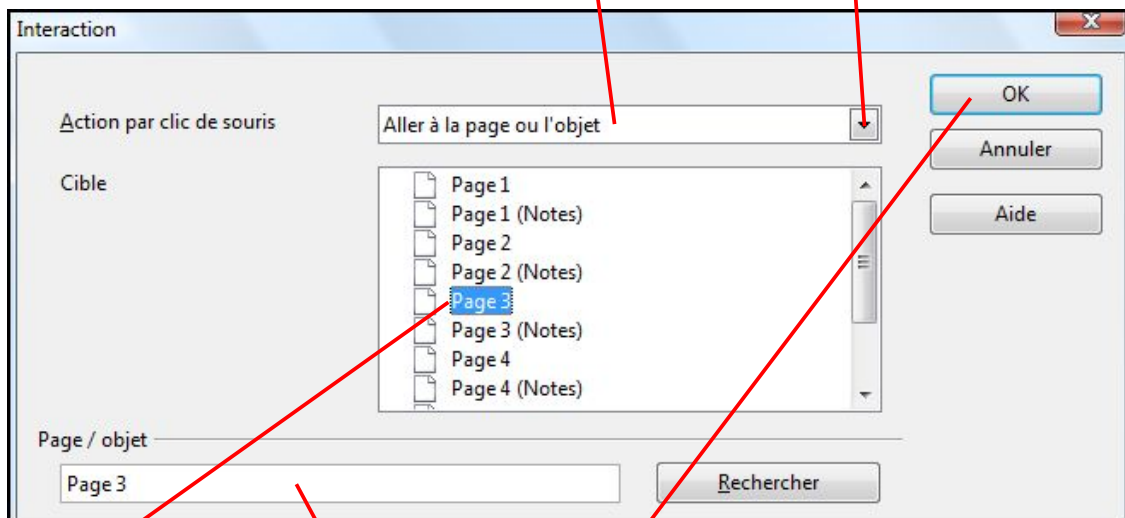 Interaction
OK
Action par clic de souris
Aller à la page ou l'objet
Annuler
Cible
Page 1
Page 1 (Notes)
Aide
Page 2
Page 2 (Notes)
Page 3
Page 3 (Notes)
Page 4
Page 4 (Notes)
Page / objet
Page 3
Rechercher